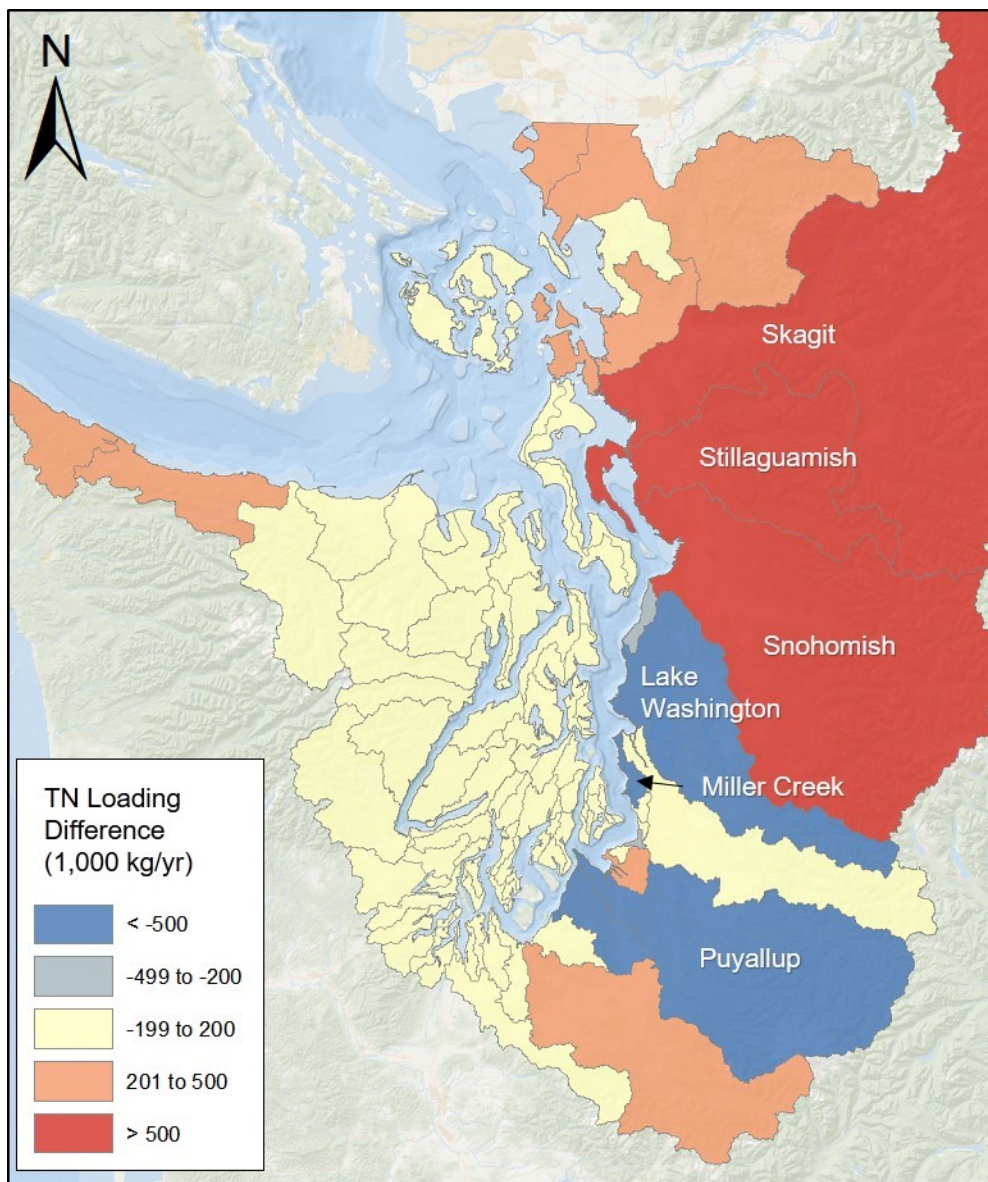 N
Skagit
Stillaguamish
Snohomish
Lake
Washington
Miller Creek
Puyallup
TN Loading
Difference
(1,000 kg/yr)
< -500
-499 to -200
-199 to 200
201 to 500
> 500